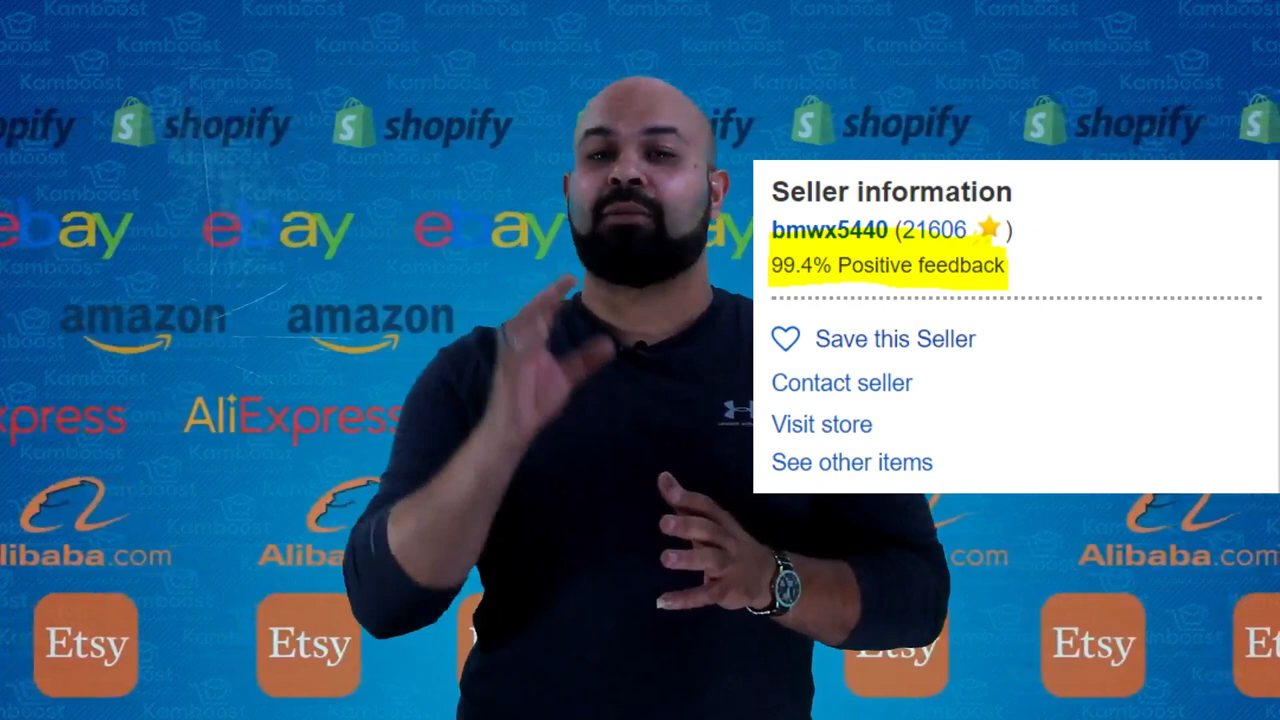 Kamboost
shopify shopify shopify shopify
ebay ebay ebay
amazon amazon
AliExpress
Alibaba.com Alibaba.com
Etsy Etsy Etsy Etsy
Seller information
bmwx5440 (21606 )
99.4% Positive feedback
Save this Seller
Contact seller
Visit store
See other items